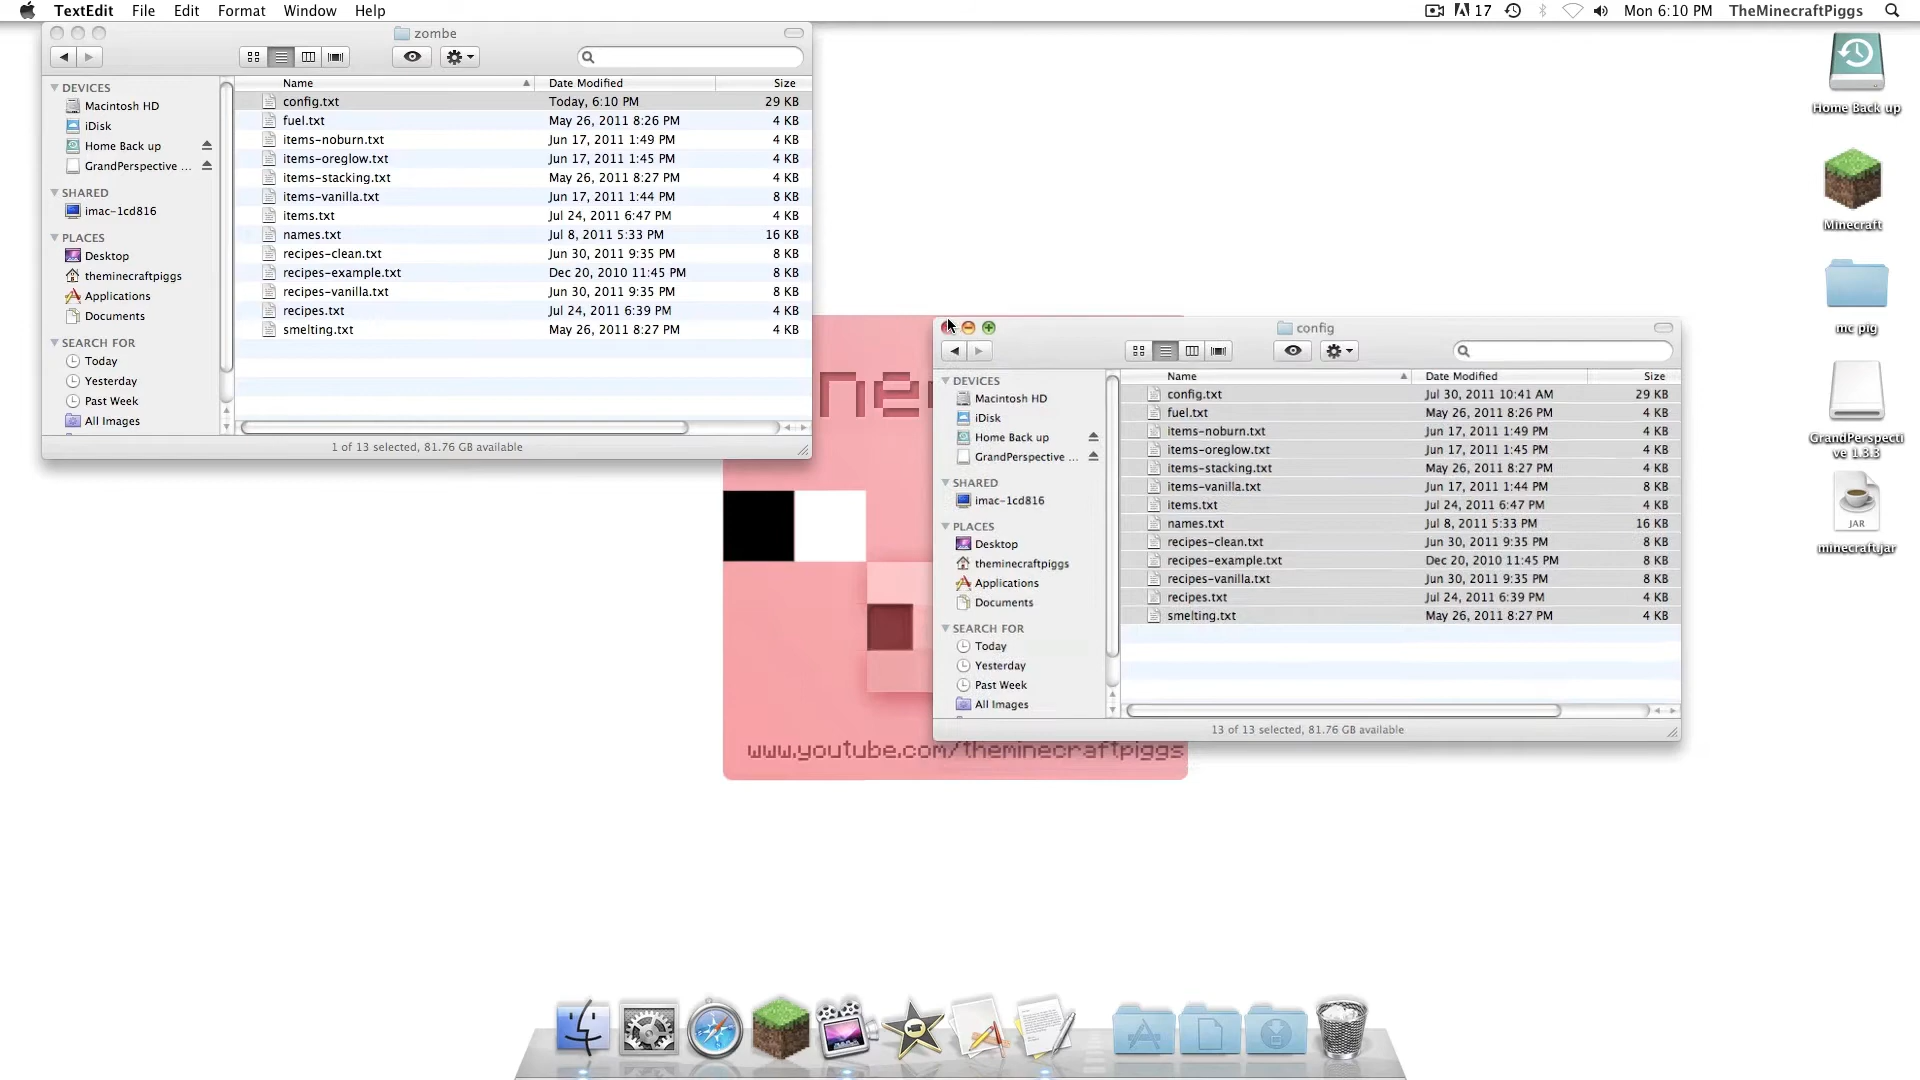 TextEdit File Edit Format Window Help
17 Mon 6:10 PM TheMinecraftPiggs
zombe
Name Date Modified Size
DEVICES
Macintosh HD
iDisk
Home Back up
GrandPerspective ...
SHARED
imac-1cd816
PLACES
Desktop
theminecraftpiggs
Applications
Documents
SEARCH FOR
Today
Yesterday
Past Week
All Images
config.txt Today, 6:10 PM 29 KB
fuel.txt May 26, 2011 8:26 PM 4 KB
items-noburn.txt Jun 17, 2011 1:49 PM 4 KB
items-oreglow.txt Jun 17, 2011 1:45 PM 4 KB
items-stacking.txt May 26, 2011 8:27 PM 4 KB
items-vanilla.txt Jun 17, 2011 1:44 PM 8 KB
items.txt Jul 24, 2011 6:47 PM 4 KB
names.txt Jul 8, 2011 5:33 PM 16 KB
recipes-clean.txt Jun 30, 2011 9:35 PM 8 KB
recipes-example.txt Dec 20, 2010 11:45 PM 8 KB
recipes-vanilla.txt Jun 30, 2011 9:35 PM 8 KB
recipes.txt Jul 24, 2011 6:39 PM 4 KB
smelting.txt May 26, 2011 8:27 PM 4 KB
1 of 13 selected, 81.76 GB available
config
Name Date Modified Size
DEVICES
Macintosh HD
iDisk
Home Back up
GrandPerspective ...
SHARED
imac-1cd816
PLACES
Desktop
theminecraftpiggs
Applications
Documents
SEARCH FOR
Today
Yesterday
Past Week
All Images
config.txt Jul 30, 2011 10:41 AM 29 KB
fuel.txt May 26, 2011 8:26 PM 4 KB
items-noburn.txt Jun 17, 2011 1:49 PM 4 KB
items-oreglow.txt Jun 17, 2011 1:45 PM 4 KB
items-stacking.txt May 26, 2011 8:27 PM 4 KB
items-vanilla.txt Jun 17, 2011 1:44 PM 8 KB
items.txt Jul 24, 2011 6:47 PM 4 KB
names.txt Jul 8, 2011 5:33 PM 16 KB
recipes-clean.txt Jun 30, 2011 9:35 PM 8 KB
recipes-example.txt Dec 20, 2010 11:45 PM 8 KB
recipes-vanilla.txt Jun 30, 2011 9:35 PM 8 KB
recipes.txt Jul 24, 2011 6:39 PM 4 KB
smelting.txt May 26, 2011 8:27 PM 4 KB
13 of 13 selected, 81.76 GB available
www.youtube.com/theminecraftpiggs
Home Back up
Minecraft
mc pig
GrandPerspecti
ve 1.3.3
JAR
minecraft.jar